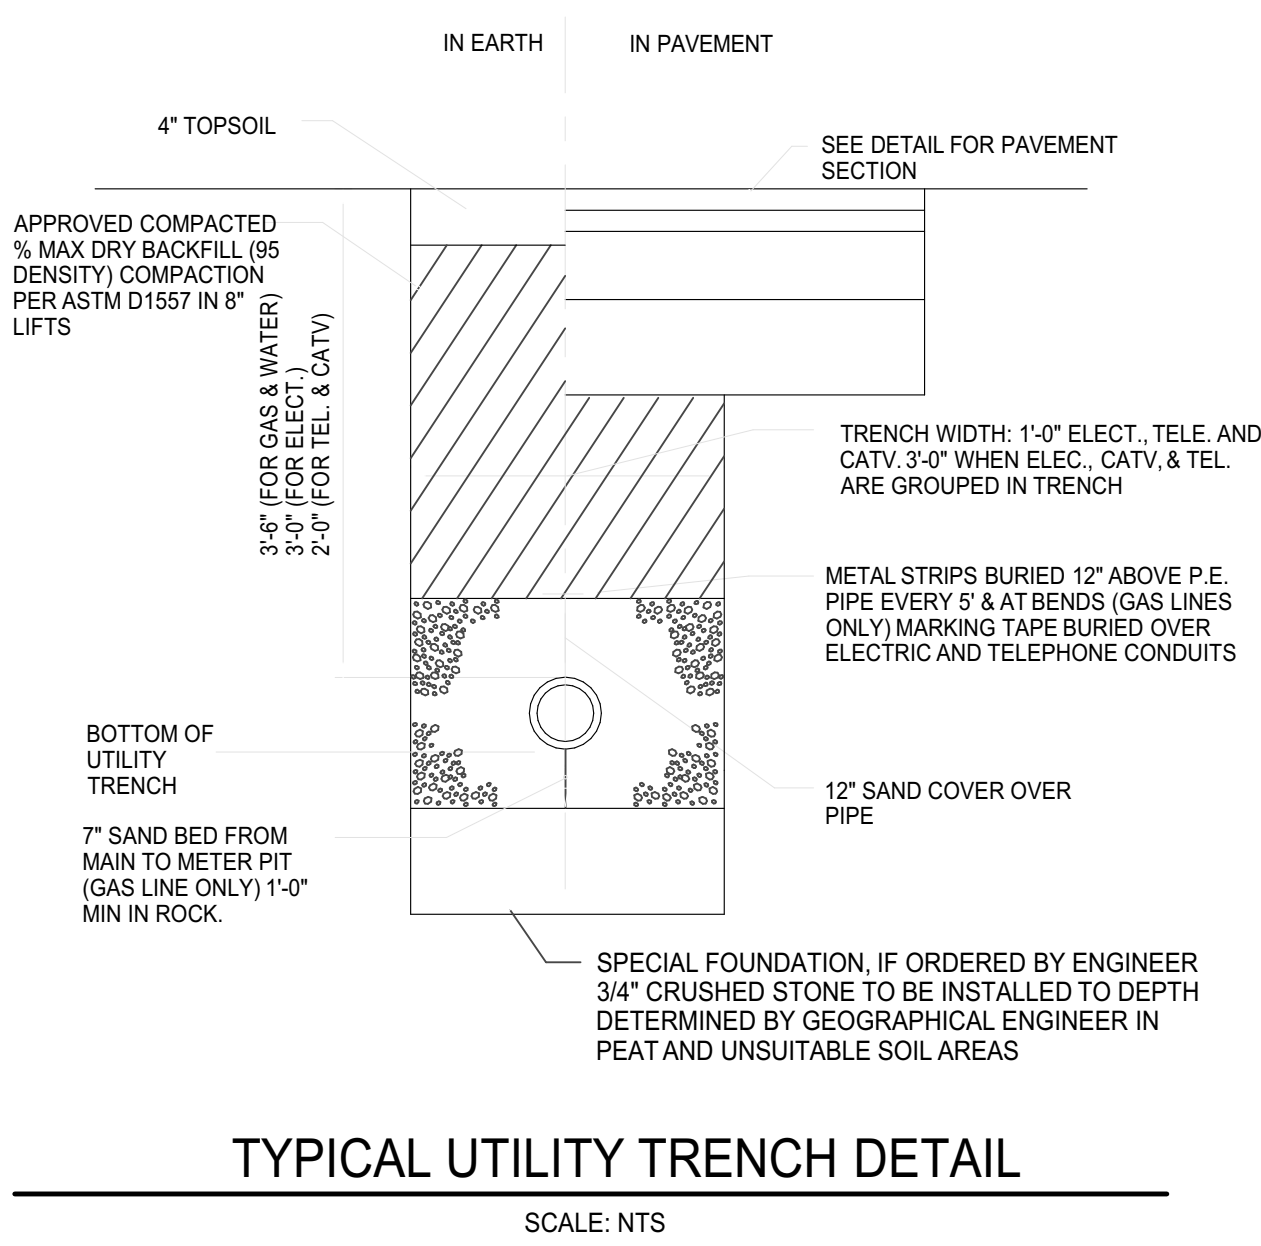 IN EARTH
IN PAVEMENT
4" TOPSOIL
SEE DETAIL FOR PAVEMENT
SECTION
APPROVED COMPACTED
% MAX DRY BACKFILL (95
DENSITY) COMPACTION
PER ASTM D1557 IN 8"
LIFTS
3'-6" (FOR GAS & WATER)
3'-0" (FOR ELECT.)
2'-0" (FOR TEL. & CATV)
TRENCH WIDTH: 1'-0" ELECT., TELE. AND
CATV. 3'-0" WHEN ELEC., CATV, & TEL.
ARE GROUPED IN TRENCH
METAL STRIPS BURIED 12" ABOVE P.E.
PIPE EVERY 5' & AT BENDS (GAS LINES
ONLY) MARKING TAPE BURIED OVER
ELECTRIC AND TELEPHONE CONDUITS
BOTTOM OF
UTILITY
TRENCH
12" SAND COVER OVER
PIPE
7" SAND BED FROM
MAIN TO METER PIT
(GAS LINE ONLY) 1'-0"
MIN IN ROCK.
SPECIAL FOUNDATION, IF ORDERED BY ENGINEER
3/4" CRUSHED STONE TO BE INSTALLED TO DEPTH
DETERMINED BY GEOGRAPHICAL ENGINEER IN
PEAT AND UNSUITABLE SOIL AREAS
TYPICAL UTILITY TRENCH DETAIL
SCALE: NTS